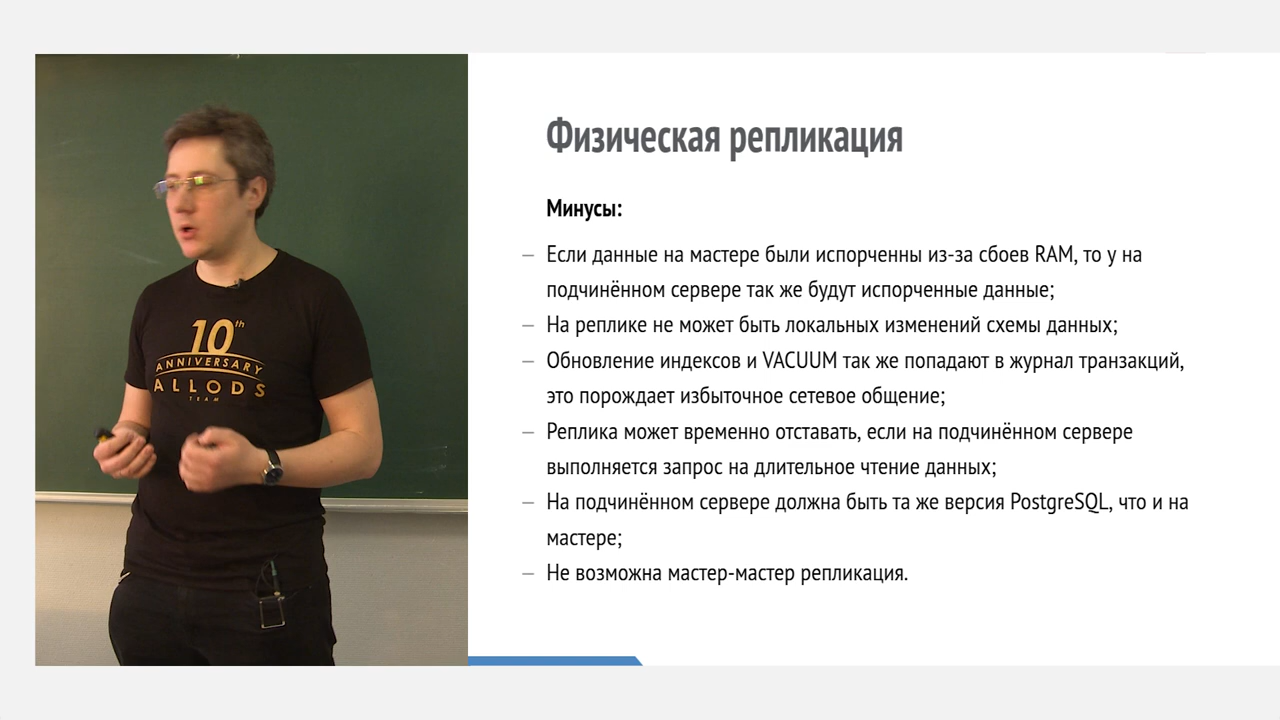 10th
ANNIVERSARY
ALLODS
TEAM
Физическая репликация
Минусы:
– Если данные на мастере были испорченны из-за сбоев RAM, то у на
подчинённом сервере так же будут испорченные данные;
– На реплике не может быть локальных изменений схемы данных;
– Обновление индексов и VACUUM так же попадают в журнал транзакций,
это порождает избыточное сетевое общение;
– Реплика может временно отставать, если на подчинённом сервере
выполняется запрос на длительное чтение данных;
– На подчинённом сервере должна быть та же версия PostgreSQL, что и на
мастере;
– Не возможна мастер-мастер репликация.